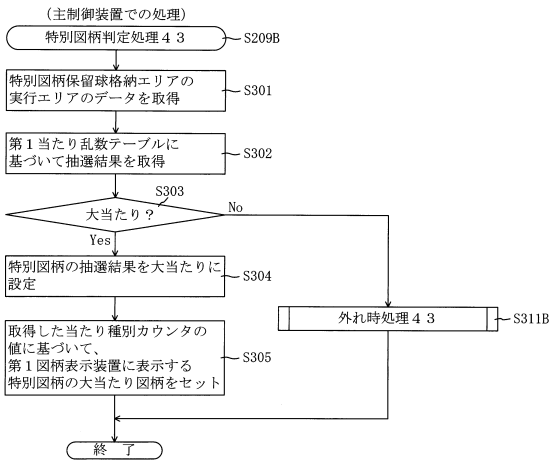 (主制御装置での処理)
特別図柄判定処理43
S209B
特別図柄保留球格納エリアの
実行エリアのデータを取得
S301
第1当たり乱数テーブルに
基づいて抽選結果を取得
S302
S303
大当たり？
No
Yes
特別図柄の抽選結果を大当たりに
設定
S304
外れ時処理43
S311B
取得した当たり種別カウンタの
値に基づいて、
第1図柄表示装置に表示する
特別図柄の大当たり図柄をセット
S305
終 了